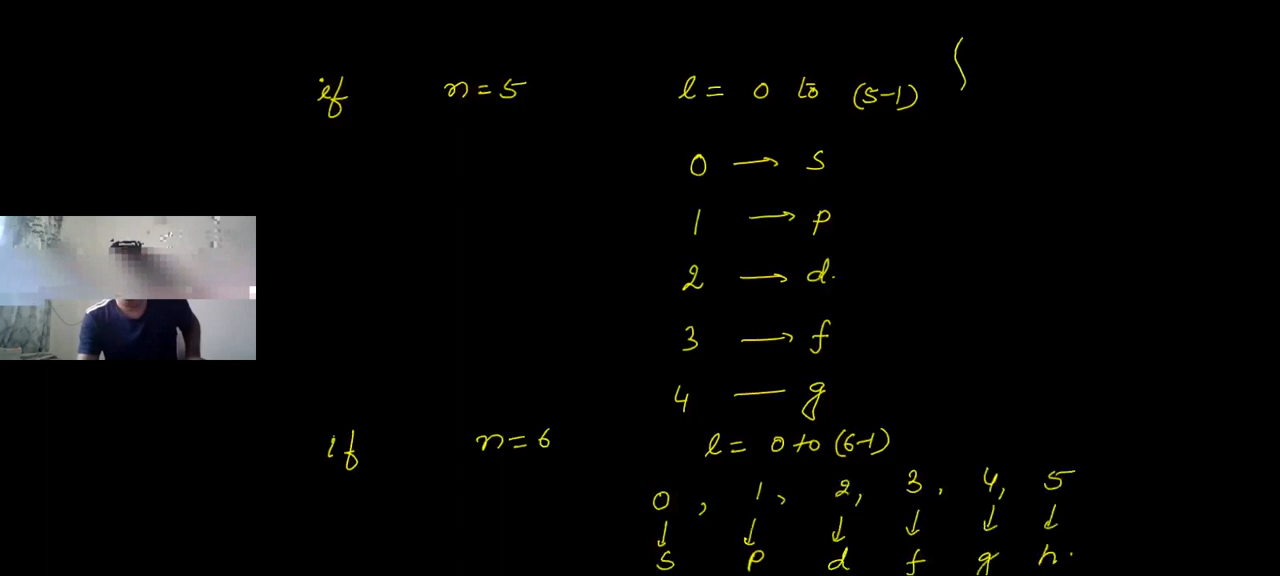 if n=5 l = 0 to (5-1)
0 → s
1 → p
2 → d.
3 → f
4 — g
if n=6 l = 0 to (6-1)
0, 1, 2, 3, 4, 5
↓ ↓ ↓ ↓ ↓ ↓
s p d f g h.